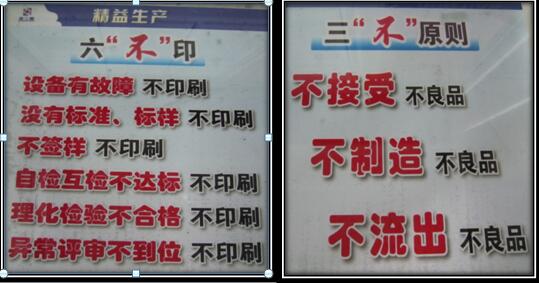 精益生产
六“不”印
设备有故障 不印刷
没有标准、标样 不印刷
不签样 不印刷
自检互检不达标 不印刷
理化检验不合格 不印刷
异常评审不到位 不印刷
三“不”原则
不接受 不良品
不制造 不良品
不流出 不良品